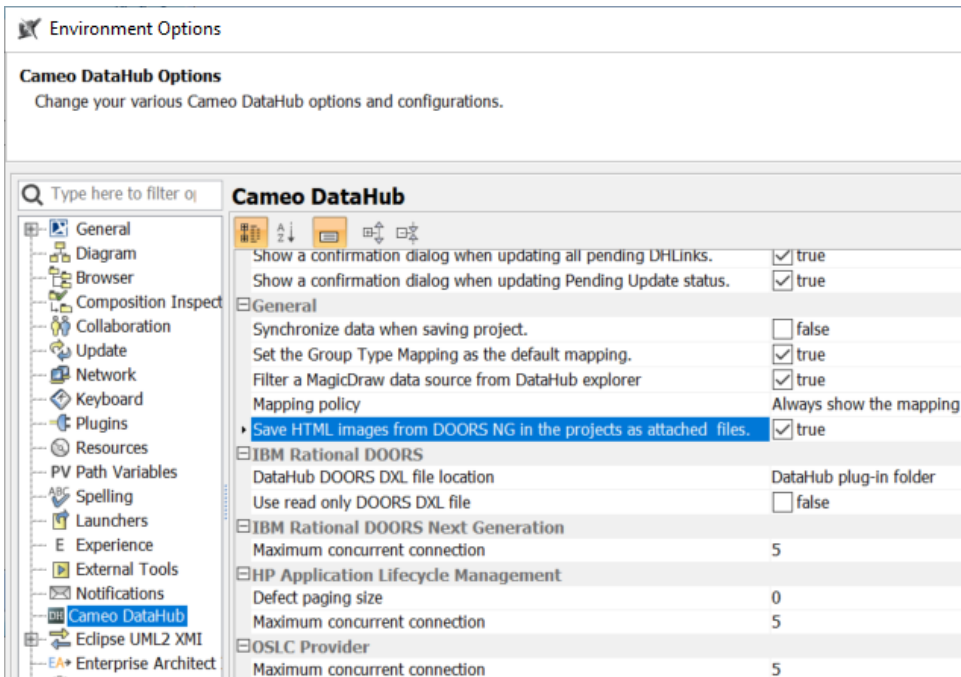 Environment Options
Cameo DataHub Options
Change your various Cameo DataHub options and configurations.
Type here to filter o
Cameo DataHub
General
Diagram
Browser
Composition Inspect
Collaboration
Update
Network
Keyboard
Plugins
Resources
PV Path Variables
ABC Spelling
Launchers
E Experience
External Tools
Notifications
DH Cameo DataHub
Eclipse UML2 XMI
EA Enterprise Architect
A Z
Show a confirmation dialog when updating all pending DHLinks. true
Show a confirmation dialog when updating Pending Update status. true
General
Synchronize data when saving project. false
Set the Group Type Mapping as the default mapping. true
Filter a MagicDraw data source from DataHub explorer true
Mapping policy Always show the mapping
Save HTML images from DOORS NG in the projects as attached files. true
IBM Rational DOORS
DataHub DOORS DXL file location DataHub plug-in folder
Use read only DOORS DXL file false
IBM Rational DOORS Next Generation
Maximum concurrent connection 5
HP Application Lifecycle Management
Defect paging size 0
Maximum concurrent connection 5
OSLC Provider
Maximum concurrent connection 5